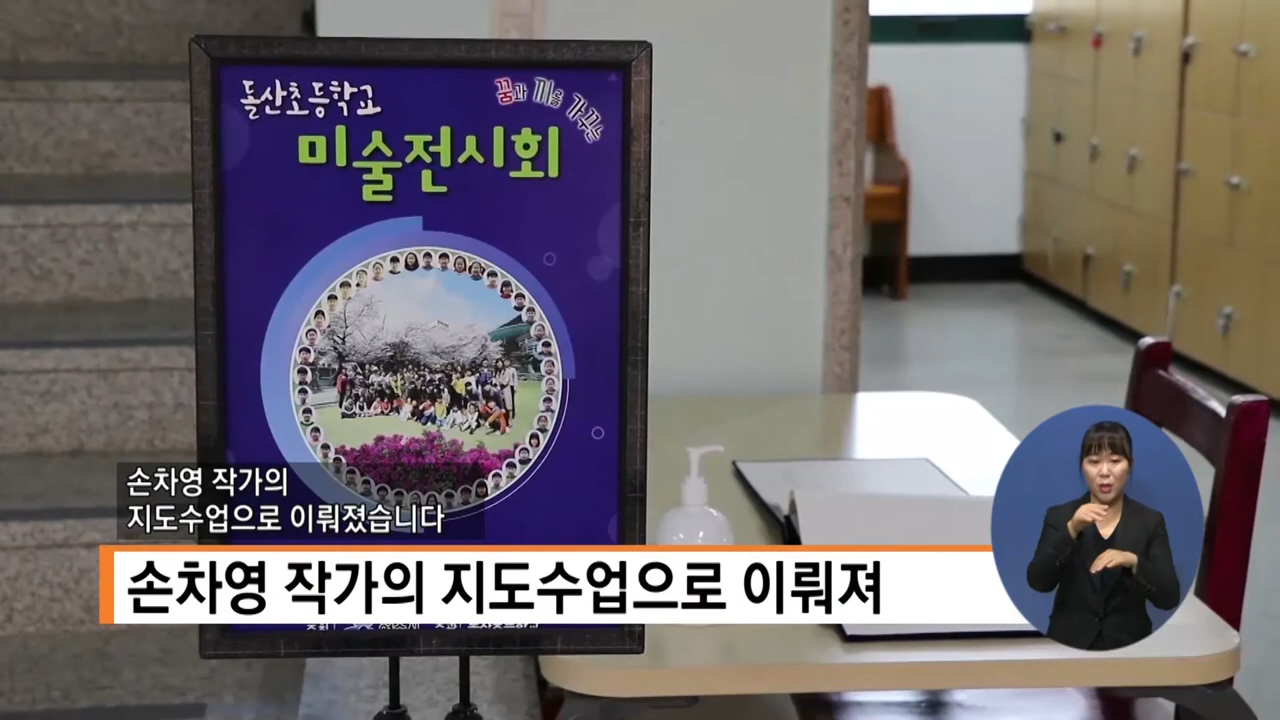 돌산초등학교
꿈과 끼을 가꾸는
미술전시회
손차영 작가의
지도수업으로 이뤄졌습니다
손차영 작가의 지도수업으로 이뤄져